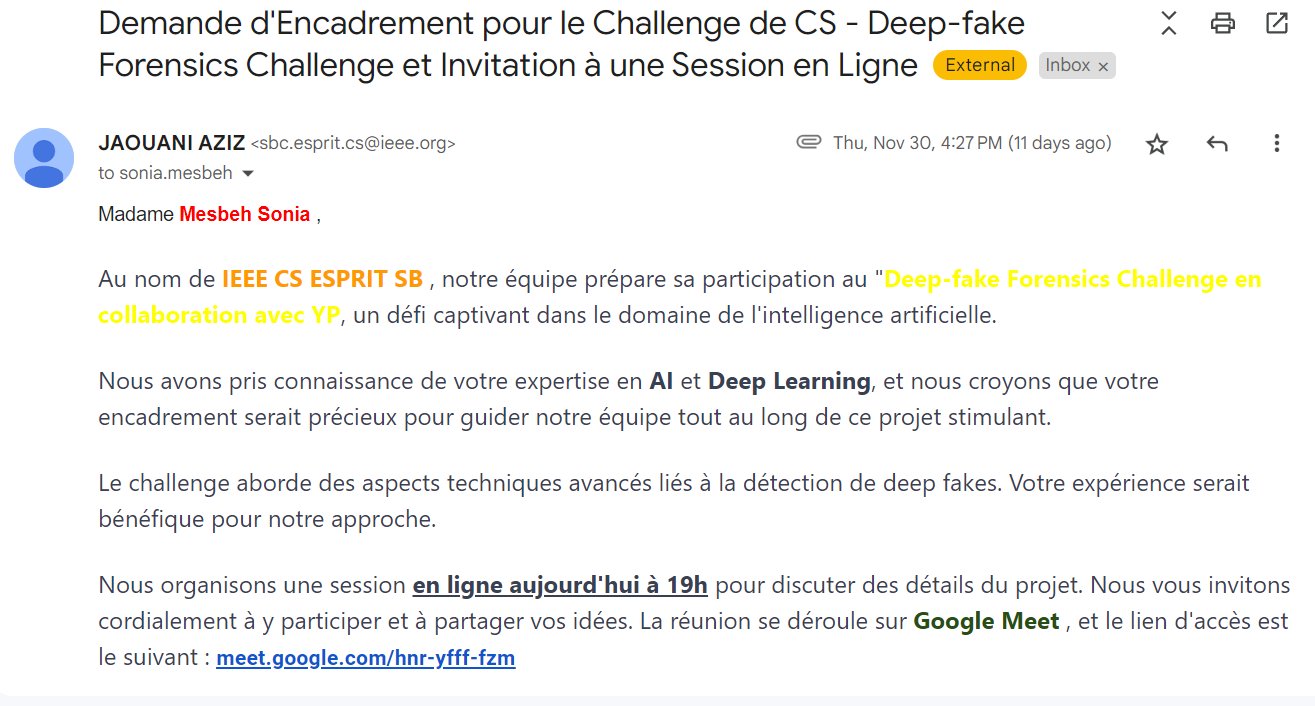 Demande d'Encadrement pour le Challenge de CS - Deep-fake
Forensics Challenge et Invitation à une Session en Ligne External Inbox ×
JAOUANI AZIZ <sbc.esprit.cs@ieee.org> Thu, Nov 30, 4:27 PM (11 days ago)
to sonia.mesbeh
Madame Mesbeh Sonia ,
Au nom de IEEE CS ESPRIT SB , notre équipe prépare sa participation au "Deep-fake Forensics Challenge en
collaboration avec YP, un défi captivant dans le domaine de l'intelligence artificielle.
Nous avons pris connaissance de votre expertise en AI et Deep Learning, et nous croyons que votre
encadrement serait précieux pour guider notre équipe tout au long de ce projet stimulant.
Le challenge aborde des aspects techniques avancés liés à la détection de deep fakes. Votre expérience serait
bénéfique pour notre approche.
Nous organisons une session en ligne aujourd'hui à 19h pour discuter des détails du projet. Nous vous invitons
cordialement à y participer et à partager vos idées. La réunion se déroule sur Google Meet , et le lien d'accès est
le suivant : meet.google.com/hnr-yfff-fzm